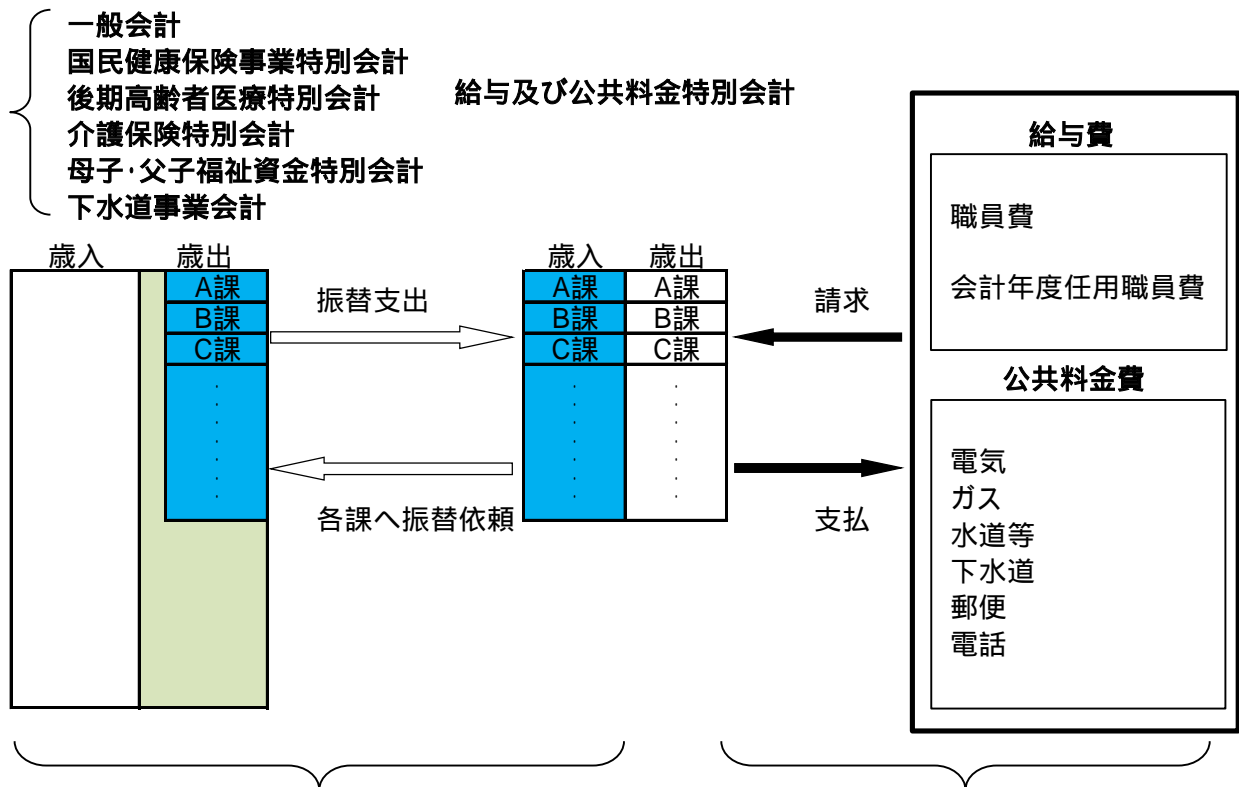 一般会計
国民健康保険事業特別会計
後期高齢者医療特別会計
介護保険特別会計
母子・父子福祉資金特別会計
下水道事業会計
給与及び公共料金特別会計
歳入 歳出
A課
B課
C課
振替支出
各課へ振替依頼
歳入 歳出
A課 A課
B課 B課
C課 C課
請求
支払
給与費
職員費
会計年度任用職員費
公共料金費
電気
ガス
水道等
下水道
郵便
電話